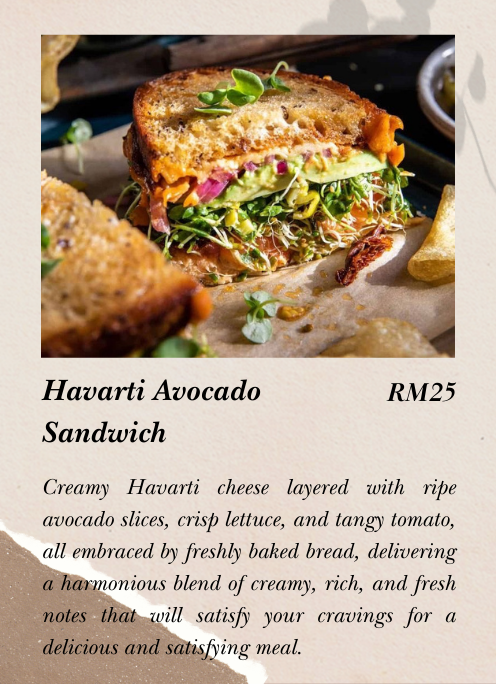 Havarti Avocado
Sandwich
RM25
Creamy Havarti cheese layered with ripe
avocado slices, crisp lettuce, and tangy tomato,
all embraced by freshly baked bread, delivering
a harmonious blend of creamy, rich, and fresh
notes that will satisfy your cravings for a
delicious and satisfying meal.